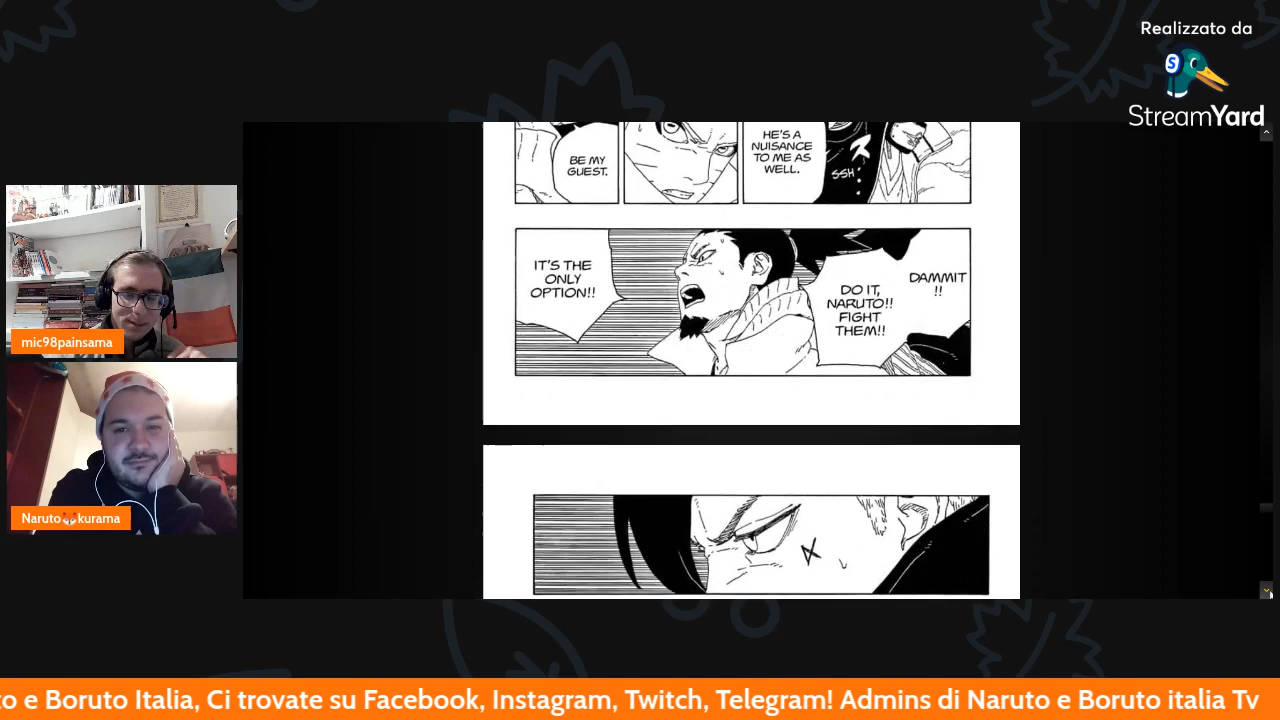 Realizzato da
StreamYard
BE MY
GUEST.
HE'S A
NUISANCE
TO ME AS
WELL.
ス
SSH
IT'S THE
ONLY
OPTION!!
DO IT,
NARUTO!!
FIGHT
THEM!!
DAMMIT
!!
mic98painsama
Naruto🦊kurama
o e Boruto Italia, Ci trovate su Facebook, Instagram, Twitch, Telegram! Admins di Naruto e Boruto italia Tv